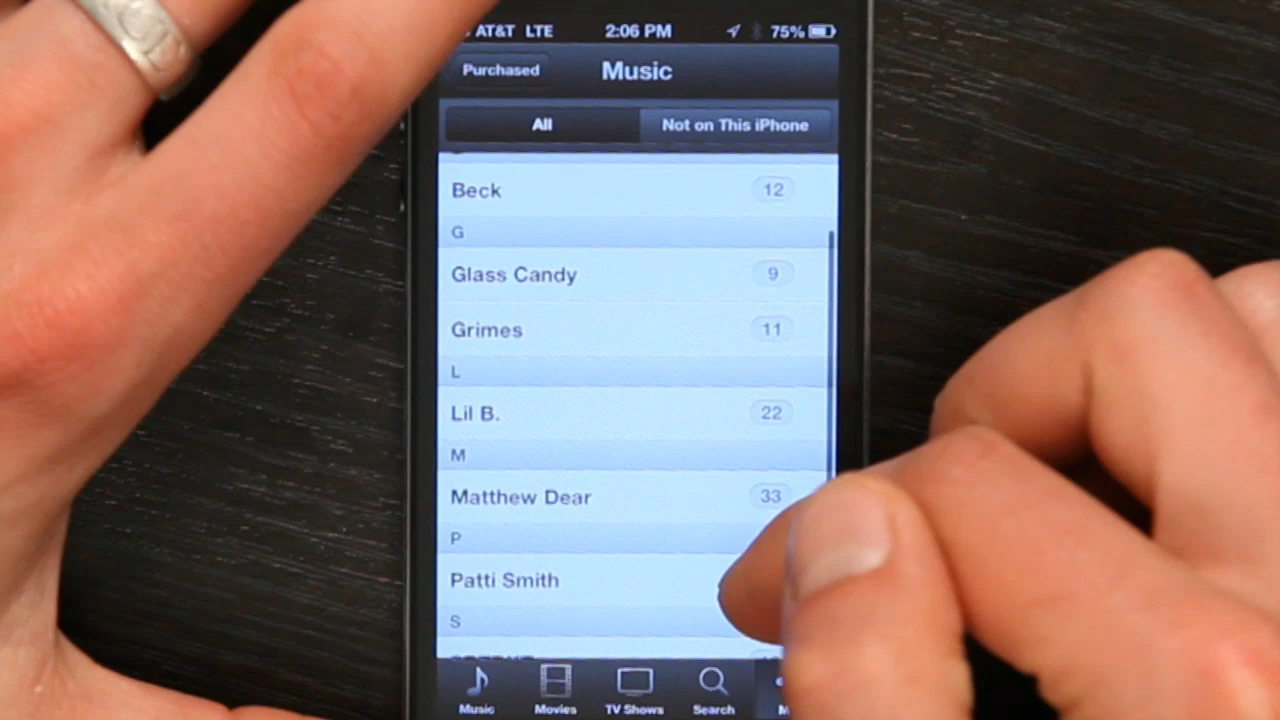 AT&T LTE 2:06 PM 75%
Purchased Music
All Not on This iPhone
Beck 12
G
Glass Candy 9
Grimes 11
L
Lil B. 22
M
Matthew Dear 33
P
Patti Smith
S
Music Movies TV Shows Search